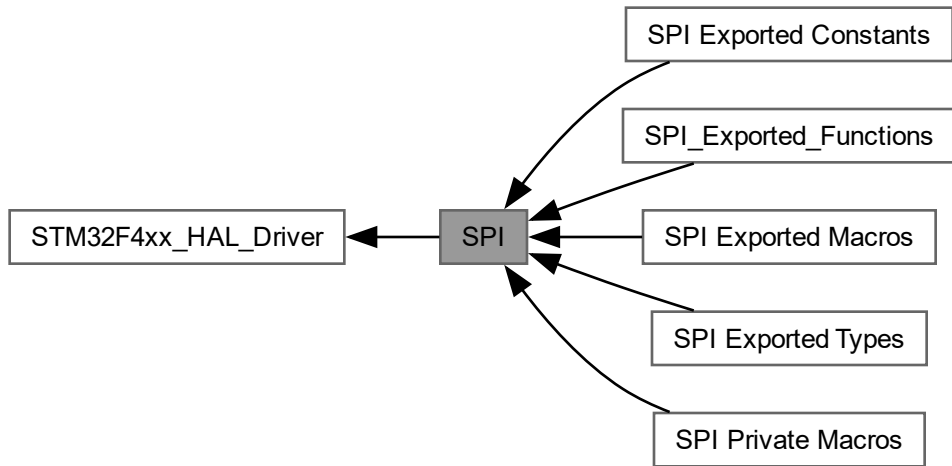 SPI Exported Constants
SPI_Exported_Functions
STM32F4xx_HAL_Driver
SPI
SPI Exported Macros
SPI Exported Types
SPI Private Macros